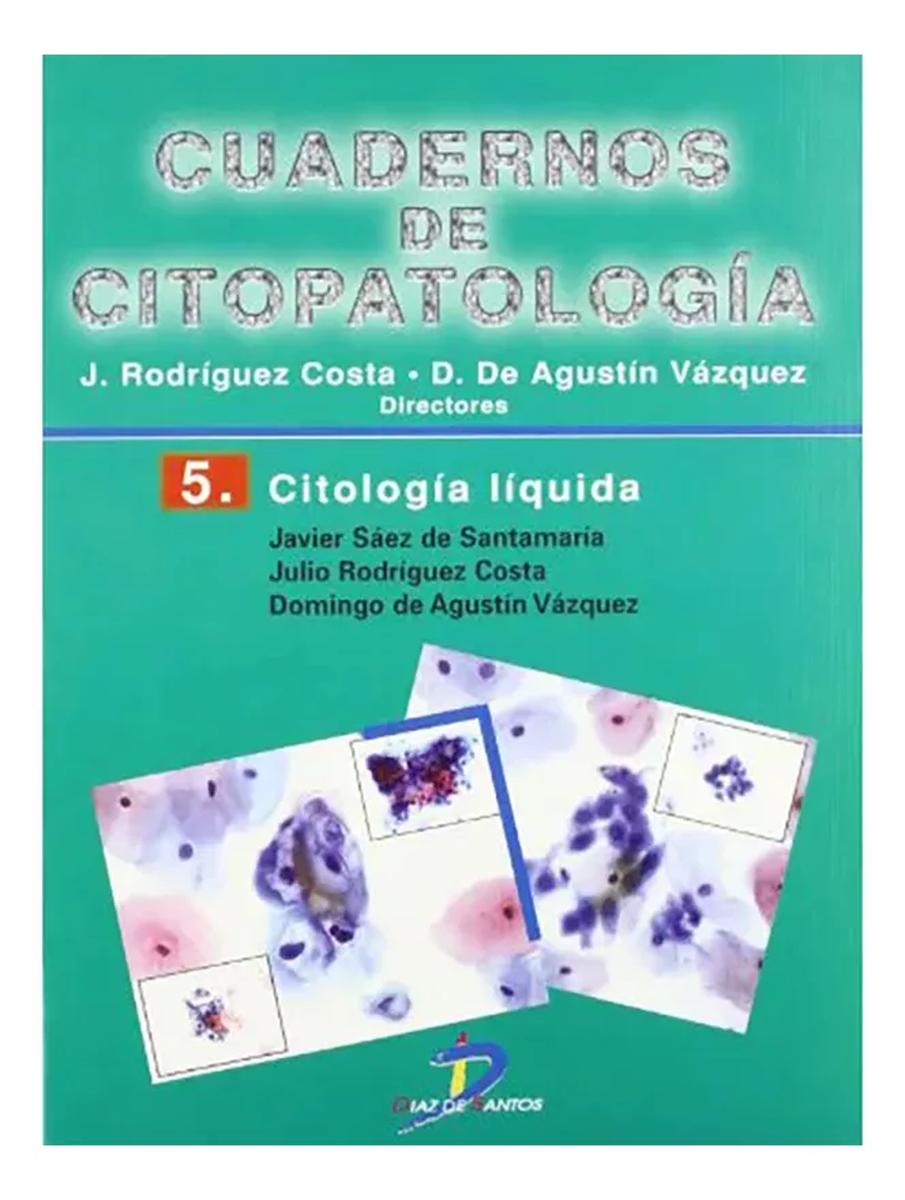 CUADERNOS
DE
CITOPATOLOGÍA
J. Rodríguez Costa • D. De Agustín Vázquez
Directores
5. Citología líquida
Javier Sáez de Santamaría
Julio Rodríguez Costa
Domingo de Agustín Vázquez
DIAZ DE SANTOS